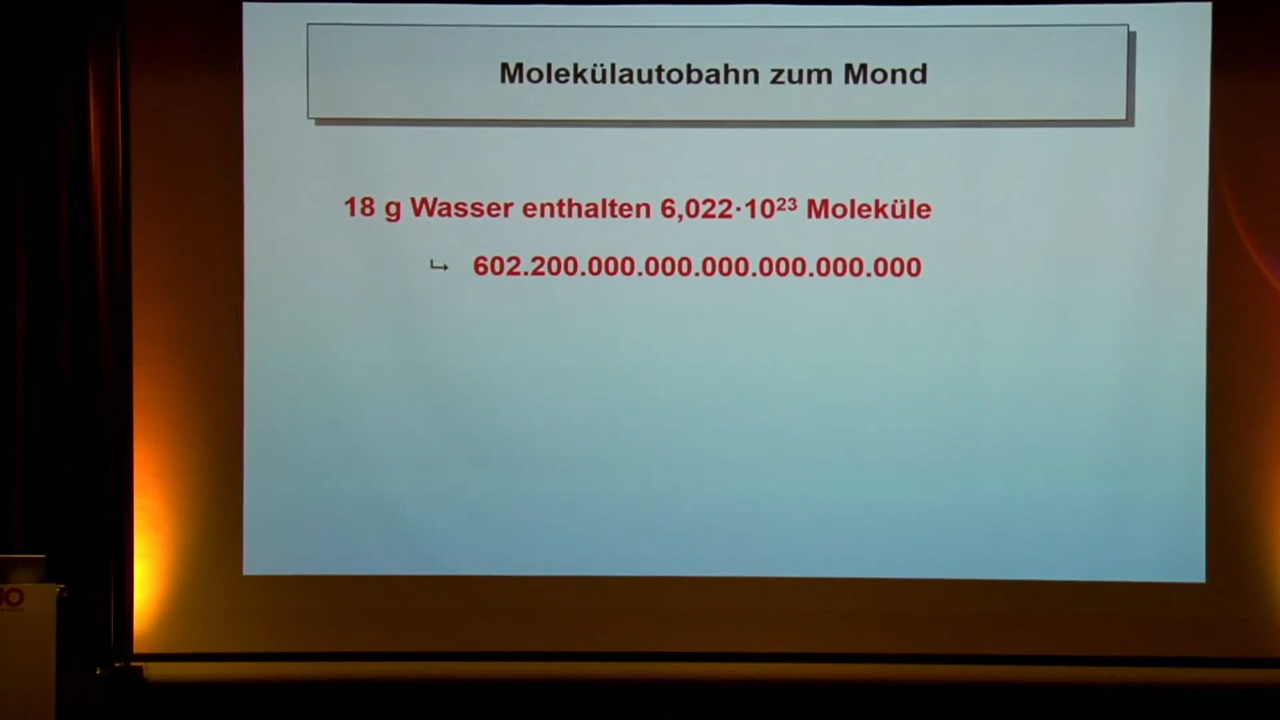 Molekülautobahn zum Mond
18 g Wasser enthalten 6,022·10²³ Moleküle
↳ 602.200.000.000.000.000.000.000